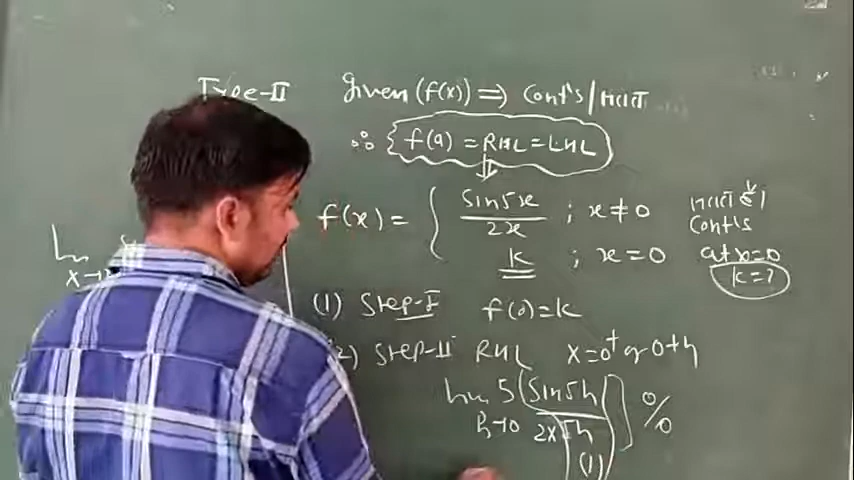 Type-II Given (f(x)) ⇒ Cont's/सतत
∴ f(a) = RHL = LHL
f(x) = { sin5x / 2x ; x ≠ 0
k ; x = 0
Cont's
at x=0
k = ?
(1) Step-I f(0) = k
(2) Step-II RHL x = 0⁺ or 0+h
lim h→0 5(sin5h / 2×5h) ] 0/0
(1)
lim
x→